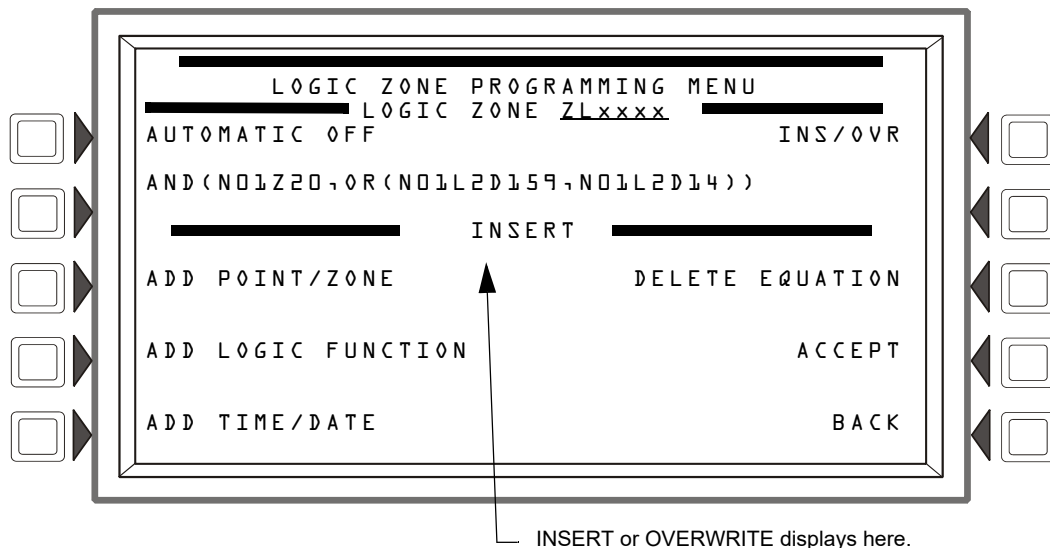 LOGIC ZONE PROGRAMMING MENU
LOGIC ZONE ZLxxxx
AUTOMATIC OFF INS/OVR
AND(N01Z20,OR(N01L2D159,N01L2D14))
INSERT
ADD POINT/ZONE DELETE EQUATION
ADD LOGIC FUNCTION ACCEPT
ADD TIME/DATE BACK
INSERT or OVERWRITE displays here.